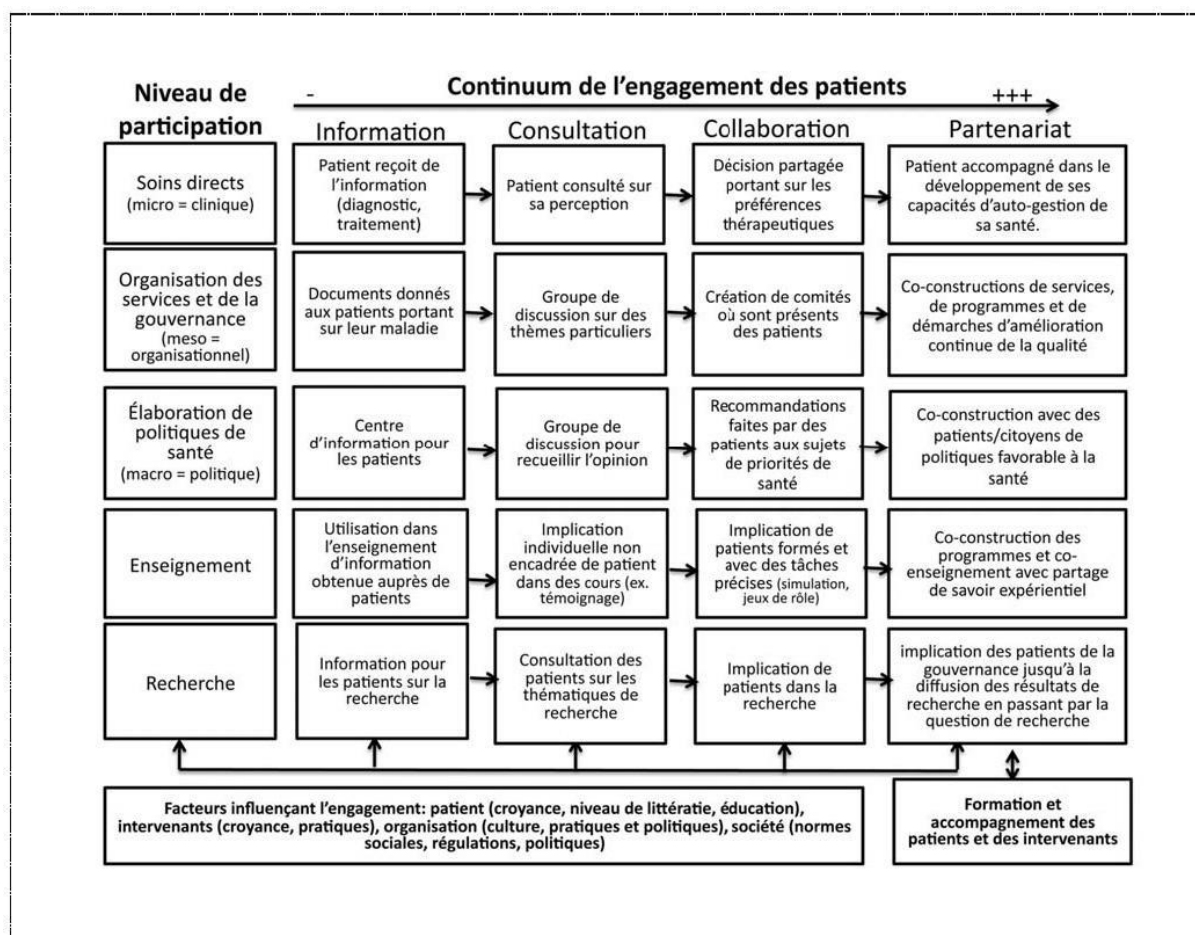 Continuum de l'engagement des patients
- +++
Niveau de
participation
Information
Consultation
Collaboration
Partenariat
Soins directs
(micro = clinique)
Patient reçoit de
l'information
(diagnostic,
traitement)
Patient consulté sur
sa perception
Décision partagée
portant sur les
préférences
thérapeutiques
Patient accompagné dans le
développement de ses
capacités d'auto-gestion de
sa santé.
Organisation des
services et de la
gouvernance
(meso =
organisationnel)
Documents donnés
aux patients portant
sur leur maladie
Groupe de
discussion sur des
thèmes particuliers
Création de comités
où sont présents
des patients
Co-constructions de services,
de programmes et de
démarches d'amélioration
continue de la qualité
Élaboration de
politiques de
santé
(macro = politique)
Centre
d'information pour
les patients
Groupe de
discussion pour
recueillir l'opinion
Recommandations
faites par des
patients aux sujets
de priorités de
santé
Co-construction avec des
patients/citoyens de
politiques favorable à la
santé
Enseignement
Utilisation dans
l'enseignement
d'information
obtenue auprès de
patients
Implication
individuelle non
encadrée de patient
dans des cours (ex.
témoignage)
Implication de
patients formés et
avec des tâches
précises (simulation,
jeux de rôle)
Co-construction des
programmes et co-
enseignement avec partage
de savoir expérientiel
Recherche
Information pour
les patients sur la
recherche
Consultation des
patients sur les
thématiques de
recherche
Implication de
patients dans la
recherche
implication des patients de la
gouvernance jusqu'à la
diffusion des résultats de
recherche en passant par la
question de recherche
Facteurs influençant l'engagement: patient (croyance, niveau de littératie, éducation),
intervenants (croyance, pratiques), organisation (culture, pratiques et politiques), société (normes
sociales, régulations, politiques)
Formation et
accompagnement des
patients et des intervenants